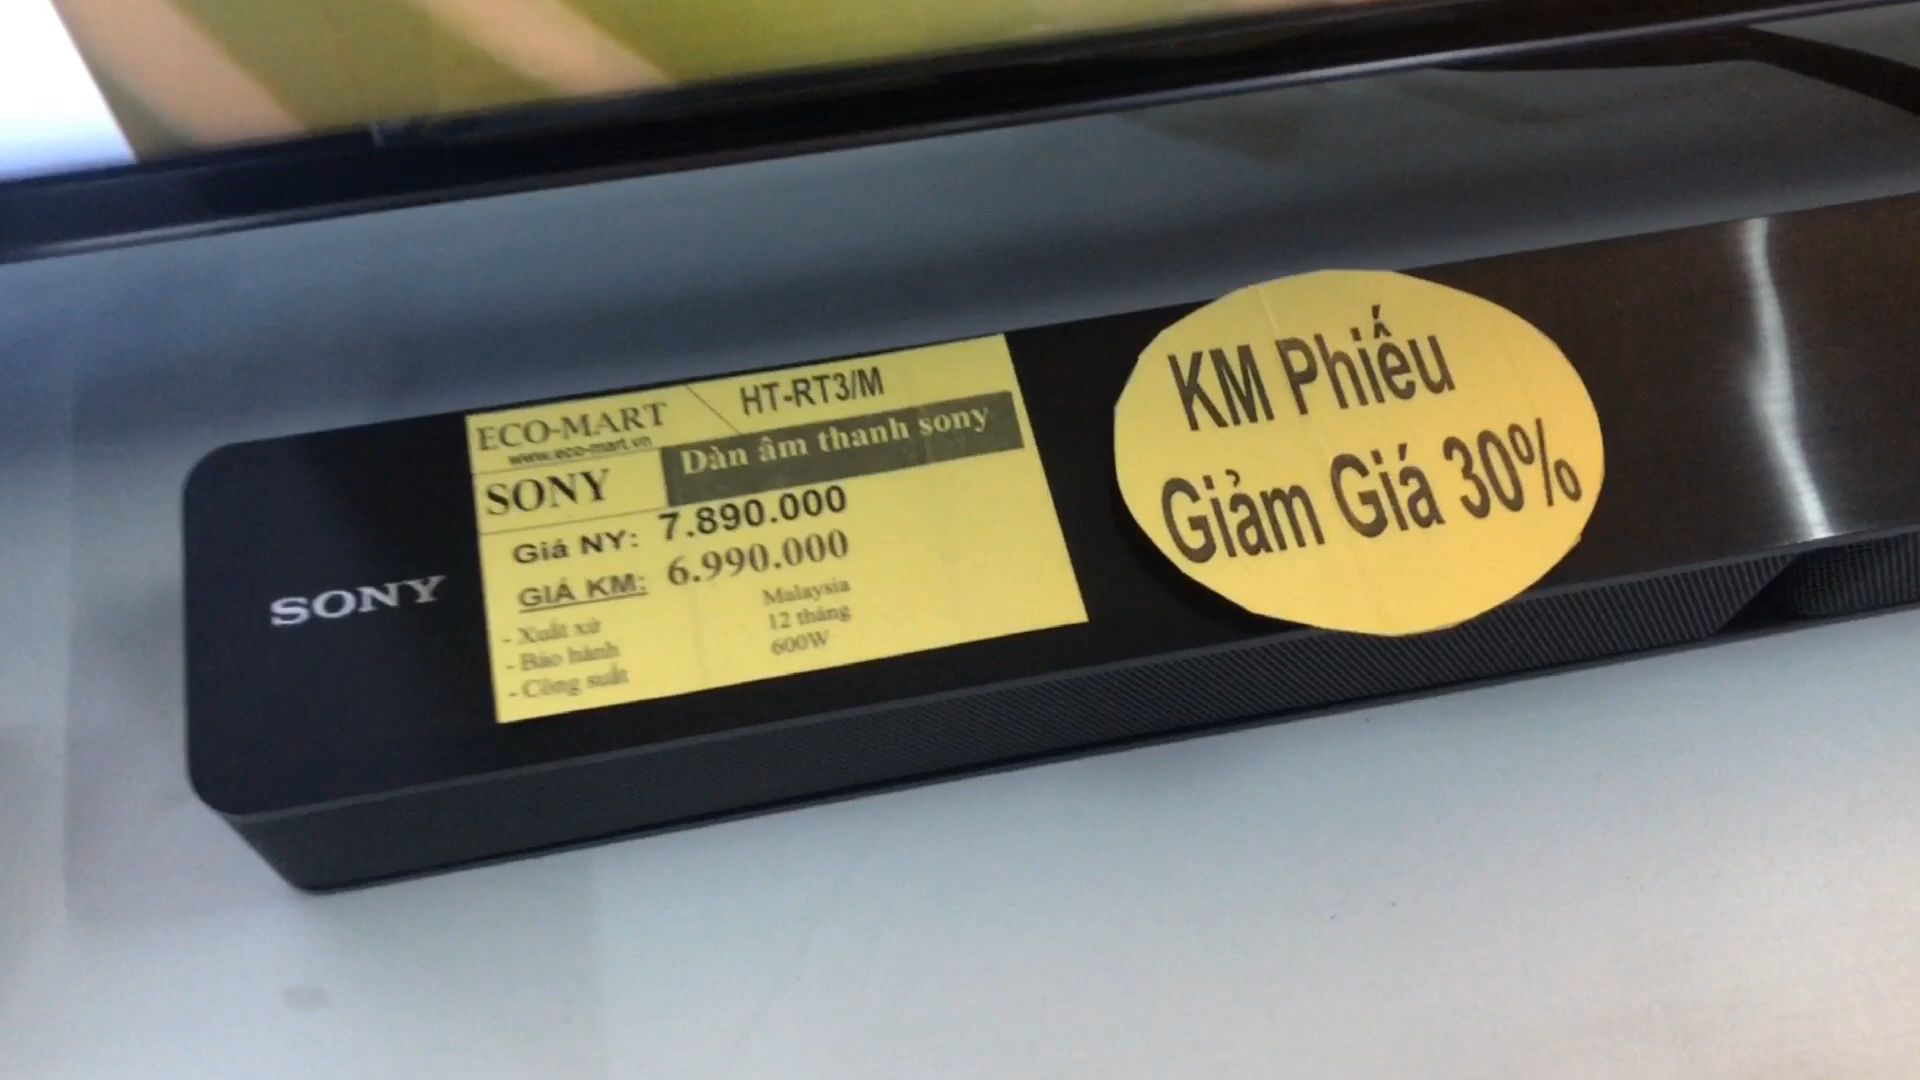 SONY
ECO-MART
www.eco-mart.vn
HT-RT3/M
SONY
Dàn âm thanh sony
Giá NY: 7.890.000
GIÁ KM: 6.990.000
- Xuất xứ Malaysia
- Bảo hành 12 tháng
- Công suất 600W
KM Phiếu
Giảm Giá 30%